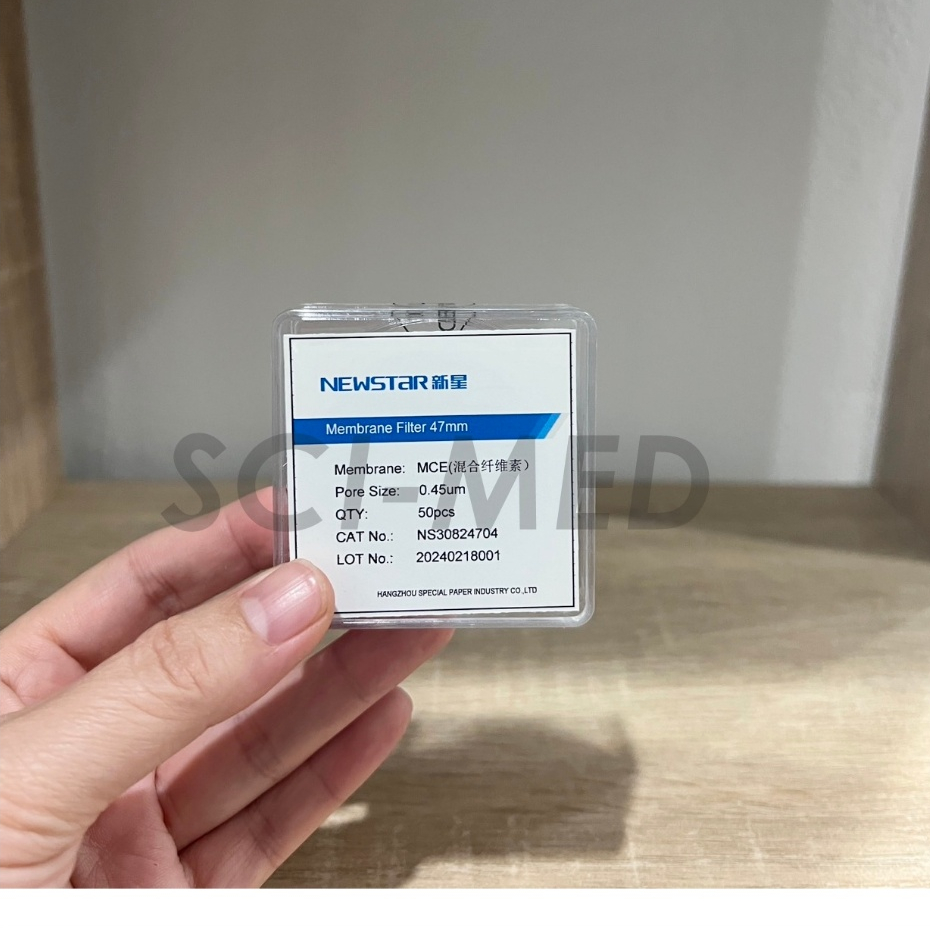 NEWSTAR 新星
Membrane Filter 47mm
Membrane: MCE(混合纤维素)
Pore Size: 0.45um
QTY: 50pcs
CAT No.: NS30824704
LOT No.: 20240218001
HANGZHOU SPECIAL PAPER INDUSTRY CO.,LTD
SCI-MED